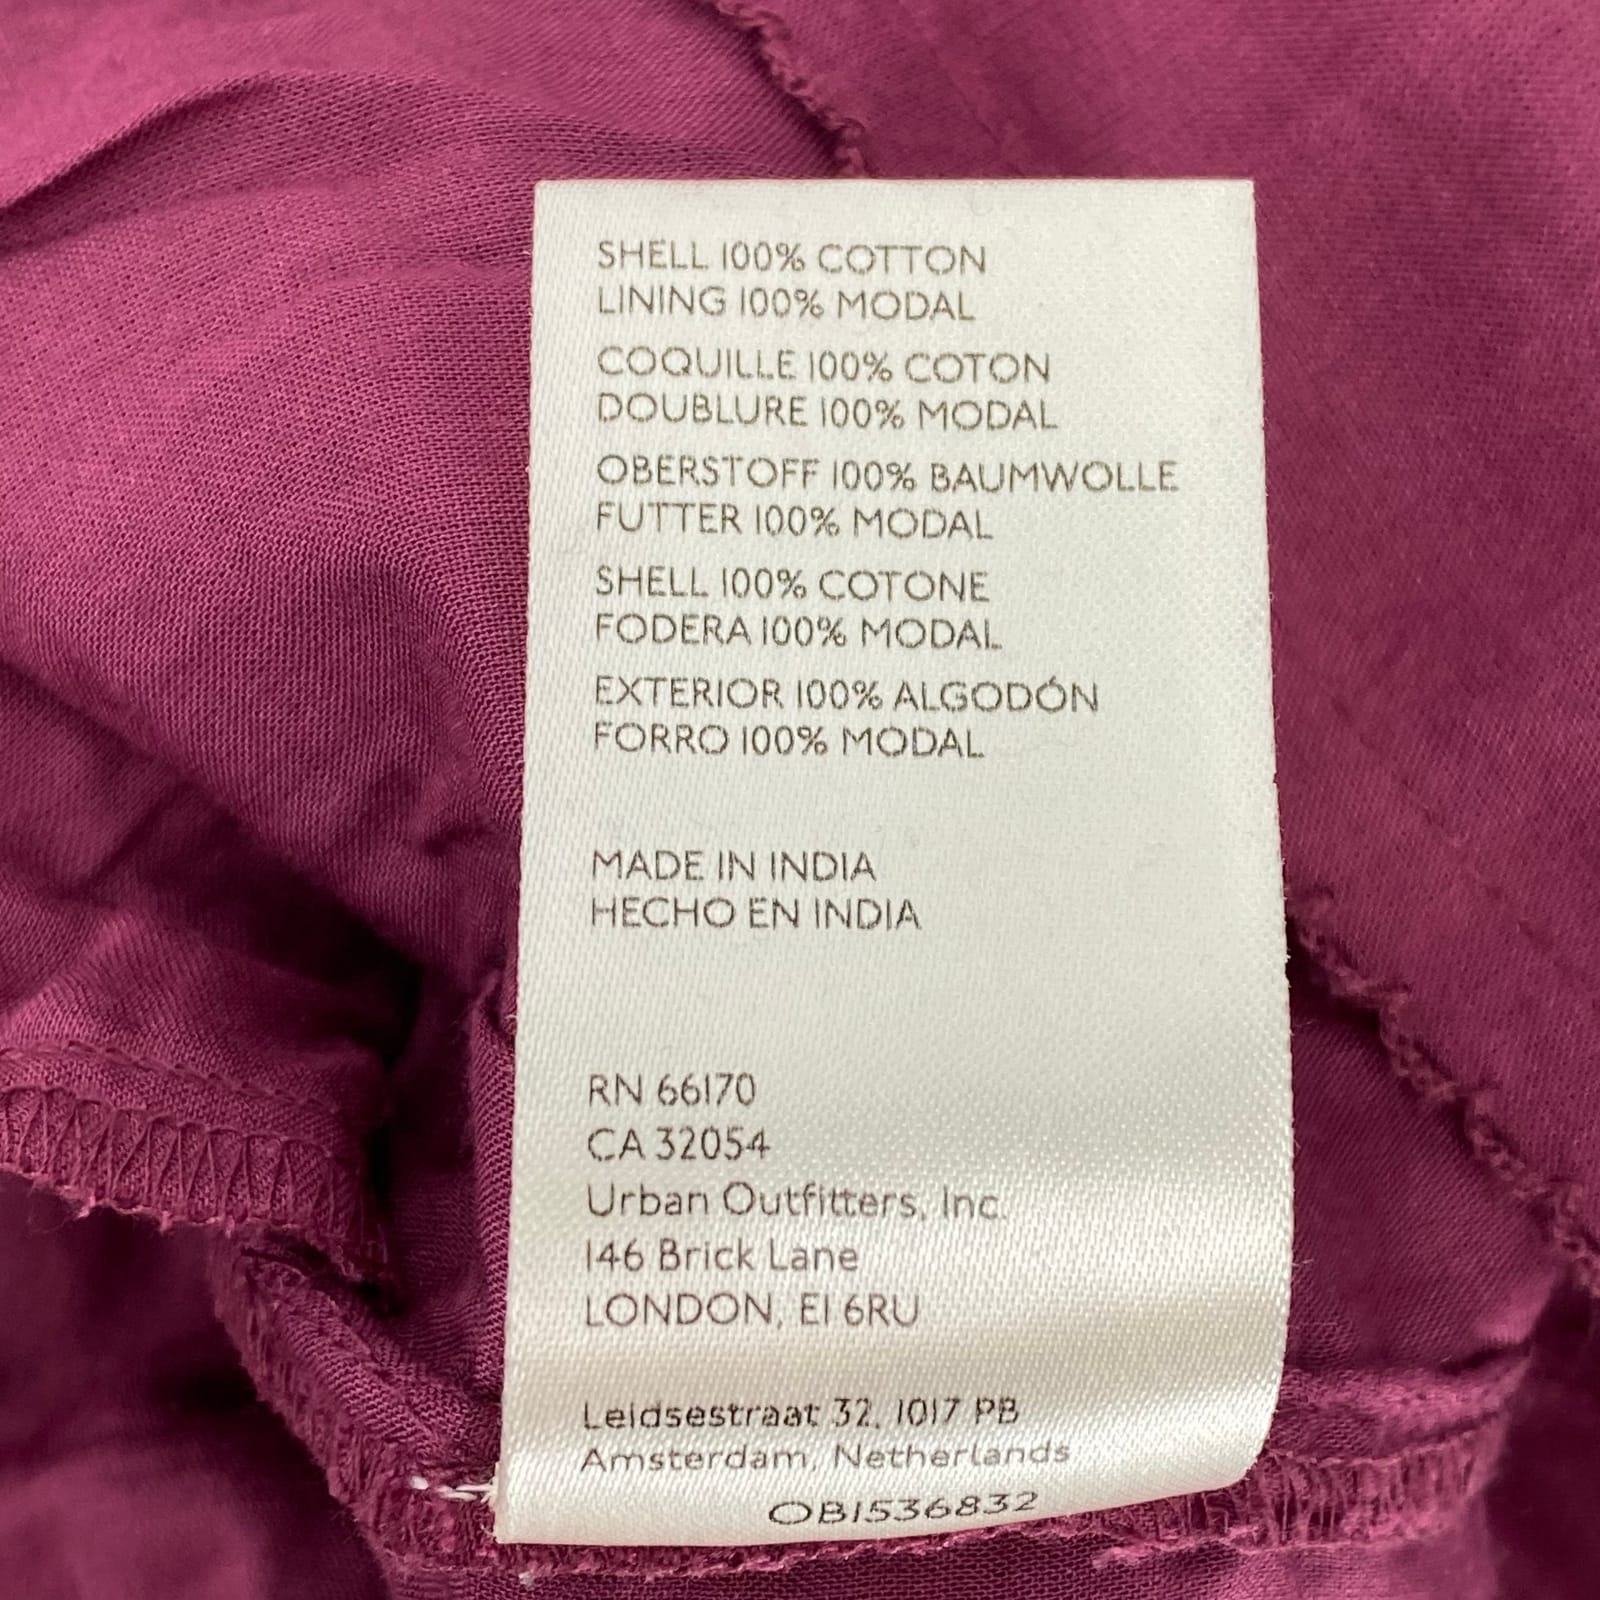 SHELL 100% COTTON
LINING 100% MODAL
COQUILLE 100% COTON
DOUBLURE 100% MODAL
OBERSTOFF 100% BAUMWOLLE
FUTTER 100% MODAL
SHELL 100% COTONE
FODERA 100% MODAL
EXTERIOR 100% ALGODÓN
FORRO 100% MODAL
MADE IN INDIA
HECHO EN INDIA
RN 66170
CA 32054
Urban Outfitters, Inc.
146 Brick Lane
LONDON, E1 6RU
Leidsestraat 32, 1017 PB
Amsterdam, Netherlands
OB1536832